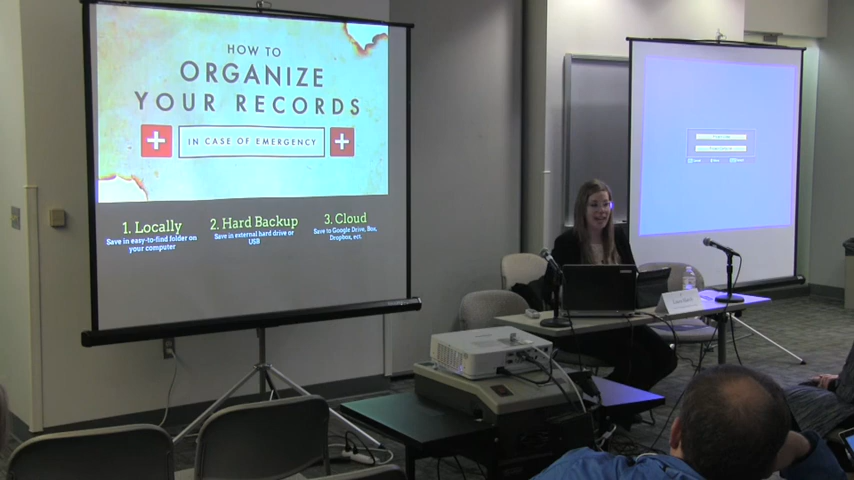 HOW TO
ORGANIZE
YOUR RECORDS
IN CASE OF EMERGENCY
1. Locally
Save in easy-to-find folder on
your computer
2. Hard Backup
Save in external hard drive or
USB
3. Cloud
Save to Google Drive, Box,
Dropbox, ect.